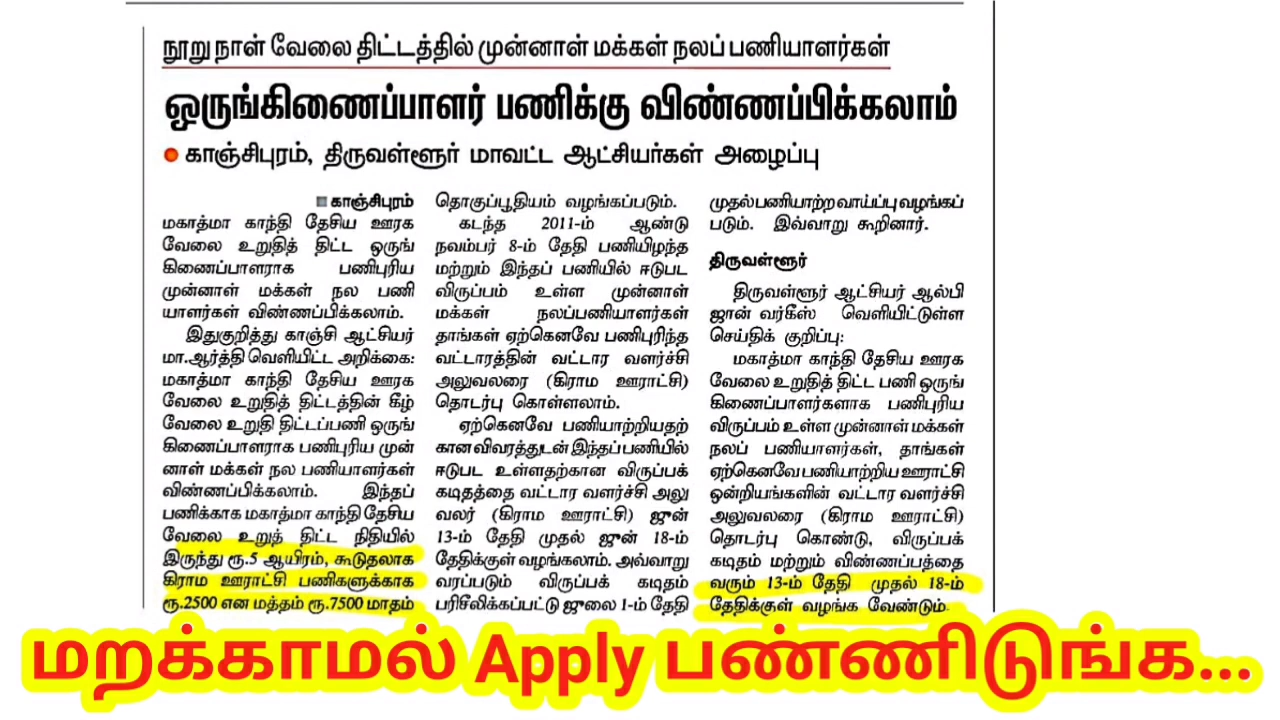 நூறு நாள் வேலை திட்டத்தில் முன்னாள் மக்கள் நலப் பணியாளர்கள்
ஒருங்கிணைப்பாளர் பணிக்கு விண்ணப்பிக்கலாம்
காஞ்சிபுரம், திருவள்ளூர் மாவட்ட ஆட்சியர்கள் அழைப்பு
காஞ்சிபுரம்
மகாத்மா காந்தி தேசிய ஊரக
வேலை உறுதித் திட்ட ஒருங்
கிணைப்பாளராக பணிபுரிய
முன்னாள் மக்கள் நல பணி
யாளர்கள் விண்ணப்பிக்கலாம்.
இதுகுறித்து காஞ்சி ஆட்சியர்
மா.ஆர்த்தி வெளியிட்ட அறிக்கை:
மகாத்மா காந்தி தேசிய ஊரக
வேலை உறுதித் திட்டத்தின் கீழ்
வேலை உறுதி திட்டப்பணி ஒருங்
கிணைப்பாளராக பணிபுரிய முன்
னாள் மக்கள் நல பணியாளர்கள்
விண்ணப்பிக்கலாம். இந்தப்
பணிக்காக மகாத்மா காந்தி தேசிய
வேலை உறுத் திட்ட நிதியில்
இருந்து ரூ.5 ஆயிரம், கூடுதலாக
கிராம ஊராட்சி பணிகளுக்காக
ரூ.2500 என மத்தம் ரூ.7500 மாதம்
தொகுப்பூதியம் வழங்கப்படும்.
கடந்த 2011-ம் ஆண்டு
நவம்பர் 8-ம் தேதி பணியிழந்த
மற்றும் இந்தப் பணியில் ஈடுபட
விருப்பம் உள்ள முன்னாள்
மக்கள் நலப்பணியாளர்கள்
தாங்கள் ஏற்கெனவே பணிபுரிந்த
வட்டாரத்தின் வட்டார வளர்ச்சி
அலுவலரை (கிராம ஊராட்சி)
தொடர்பு கொள்ளலாம்.
ஏற்கெனவே பணியாற்றியதற்
கான விவரத்துடன் இந்தப் பணியில்
ஈடுபட உள்ளதற்கான விருப்பக்
கடிதத்தை வட்டார வளர்ச்சி அலு
வலர் (கிராம ஊராட்சி) ஜுன்
13-ம் தேதி முதல் ஜுன் 18-ம்
தேதிக்குள் வழங்கலாம். அவ்வாறு
வரப்படும் விருப்பக் கடிதம்
பரிசீலிக்கப்பட்டு ஜுலை 1-ம் தேதி
முதல் பணியாற்ற வாய்ப்பு வழங்கப்
படும். இவ்வாறு கூறினார்.
திருவள்ளூர்
திருவள்ளூர் ஆட்சியர் ஆல்பி
ஜான் வர்கீஸ் வெளியிட்டுள்ள
செய்திக் குறிப்பு:
மகாத்மா காந்தி தேசிய ஊரக
வேலை உறுதித் திட்ட பணி ஒருங்
கிணைப்பாளர்களாக பணிபுரிய
விருப்பம் உள்ள முன்னாள் மக்கள்
நலப் பணியாளர்கள், தாங்கள்
ஏற்கெனவே பணியாற்றிய ஊராட்சி
ஒன்றியங்களின் வட்டார வளர்ச்சி
அலுவலரை (கிராம ஊராட்சி)
தொடர்பு கொண்டு, விருப்பக்
கடிதம் மற்றும் விண்ணப்பத்தை
வரும் 13-ம் தேதி முதல் 18-ம்
தேதிக்குள் வழங்க வேண்டும்.
மறக்காமல் Apply பண்ணிடுங்க...